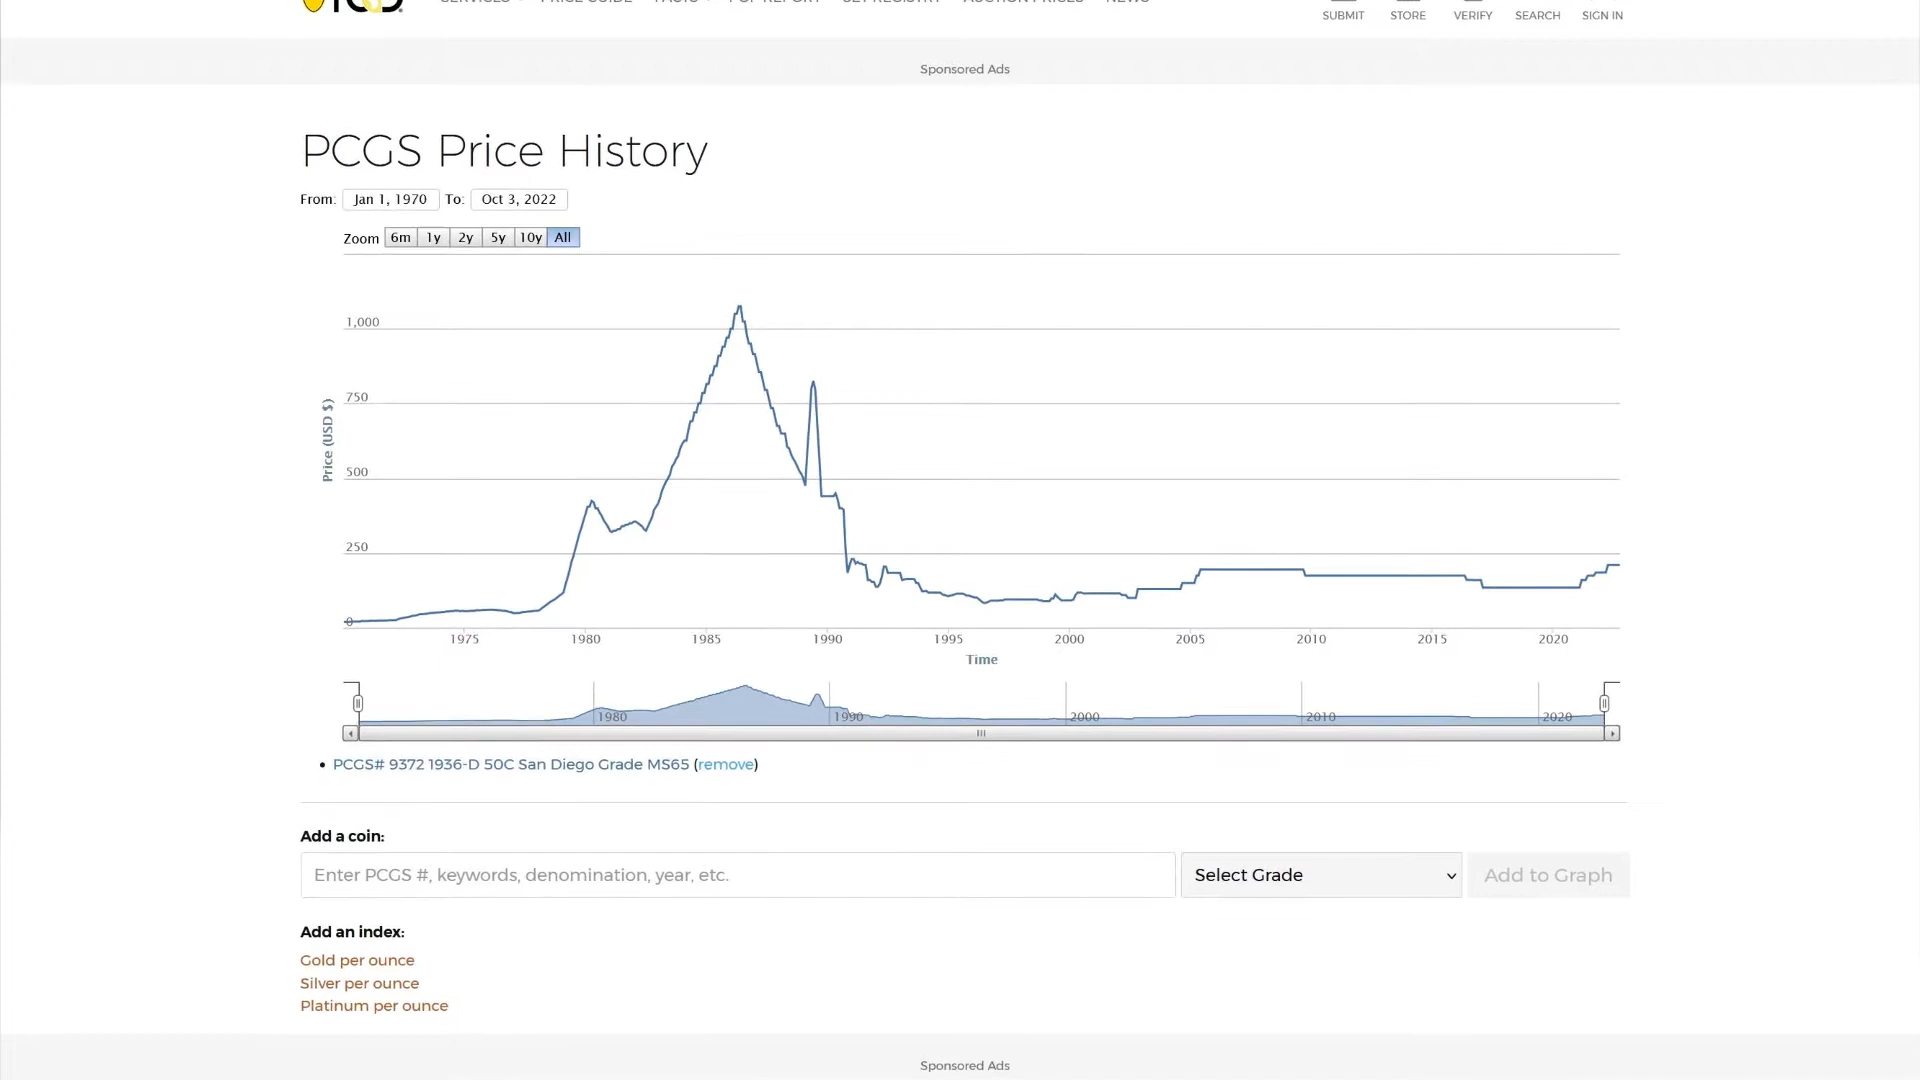 SUBMIT STORE VERIFY SEARCH SIGN IN
Sponsored Ads
PCGS Price History
From: Jan 1, 1970 To: Oct 3, 2022
Zoom 6m 1y 2y 5y 10y All
1,000
750
500
250
0
Price (USD $)
1975 1980 1985 1990 1995 2000 2005 2010 2015 2020
Time
1980 1990 2000 2010 2020
• PCGS# 9372 1936-D 50C San Diego Grade MS65 (remove)
Add a coin:
Enter PCGS #, keywords, denomination, year, etc. Select Grade Add to Graph
Add an index:
Gold per ounce
Silver per ounce
Platinum per ounce
Sponsored Ads